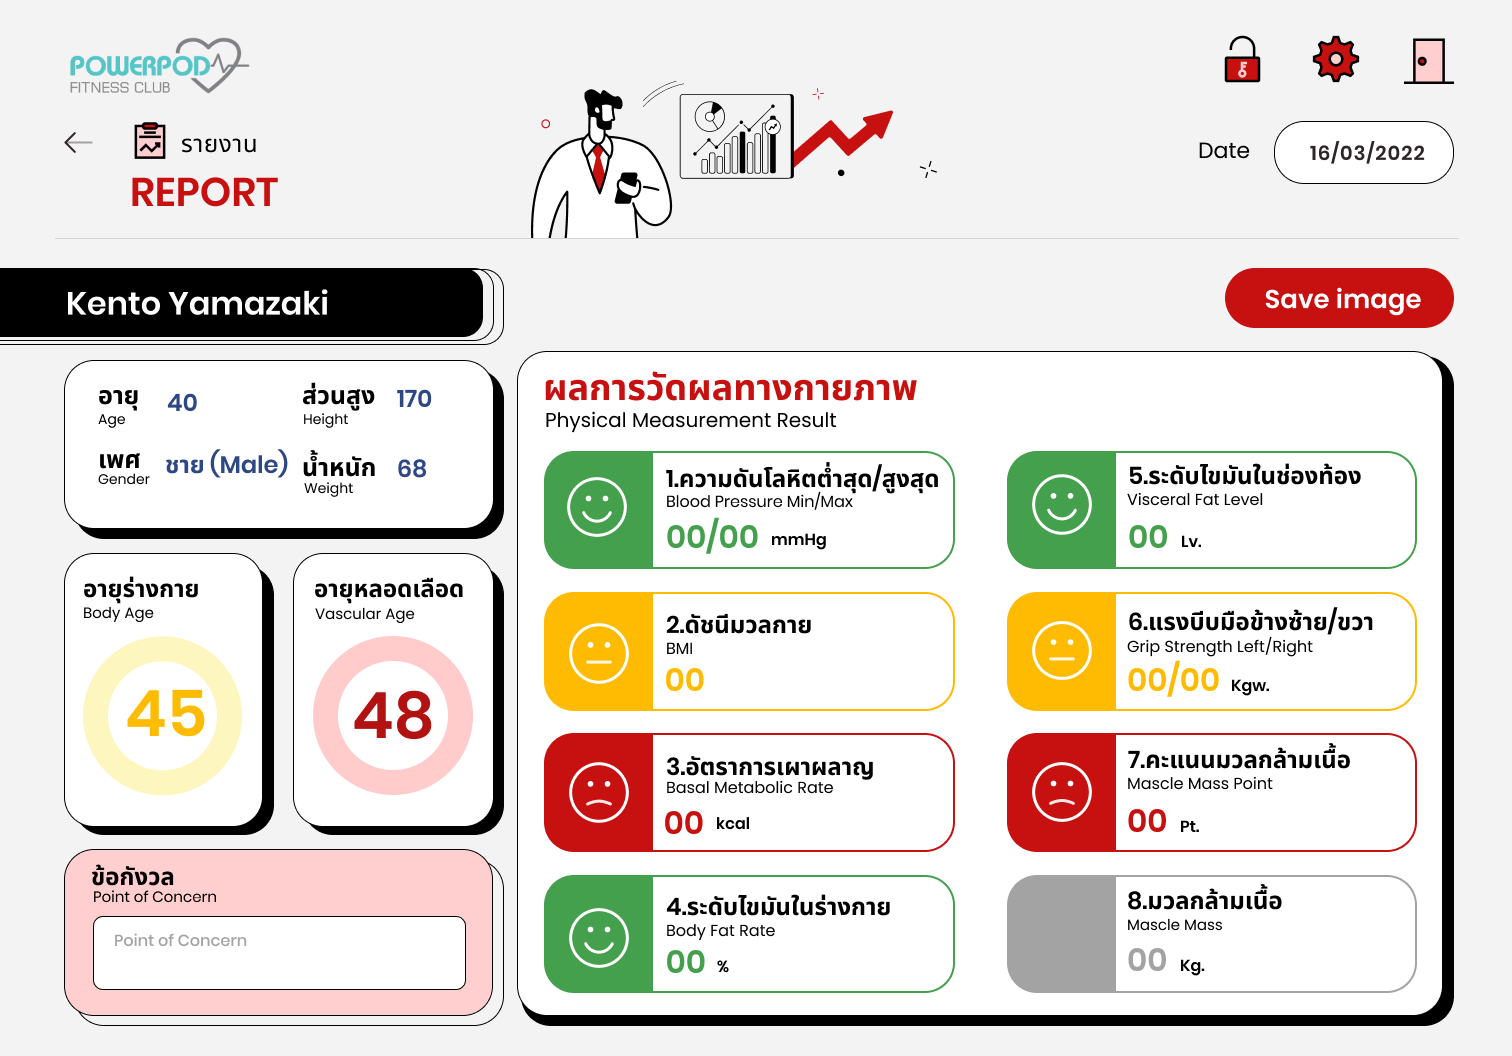 POWERPOD
FITNESS CLUB
รายงาน
REPORT
Date
16/03/2022
Kento Yamazaki
Save image
อายุ
Age
40
ส่วนสูง
Height
170
เพศ
Gender
ชาย (Male)
น้ำหนัก
Weight
68
อายุร่างกาย
Body Age
45
อายุหลอดเลือด
Vascular Age
48
ข้อกังวล
Point of Concern
Point of Concern
ผลการวัดผลทางกายภาพ
Physical Measurement Result
1.ความดันโลหิตต่ำสุด/สูงสุด
Blood Pressure Min/Max
00/00 mmHg
2.ดัชนีมวลกาย
BMI
00
3.อัตราการเผาผลาญ
Basal Metabolic Rate
00 kcal
4.ระดับไขมันในร่างกาย
Body Fat Rate
00 %
5.ระดับไขมันในช่องท้อง
Visceral Fat Level
00 Lv.
6.แรงบีบมือข้างซ้าย/ขวา
Grip Strength Left/Right
00/00 Kgw.
7.คะแนนมวลกล้ามเนื้อ
Mascle Mass Point
00 Pt.
8.มวลกล้ามเนื้อ
Mascle Mass
00 Kg.